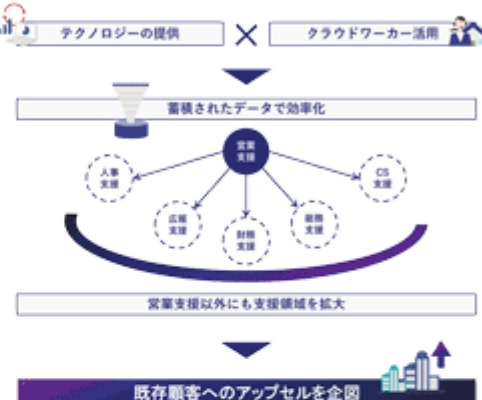 テクノロジーの提供
クラウドワーカー活用
蓄積されたデータで効率化
営業
支援
人事
支援
CS
支援
広報
支援
財務
支援
総務
支援
営業支援以外にも支援領域を拡大
既存顧客へのアップセルを企図